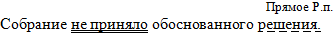 Прямое Р.п.
Собрание не приняло обоснованного решения.